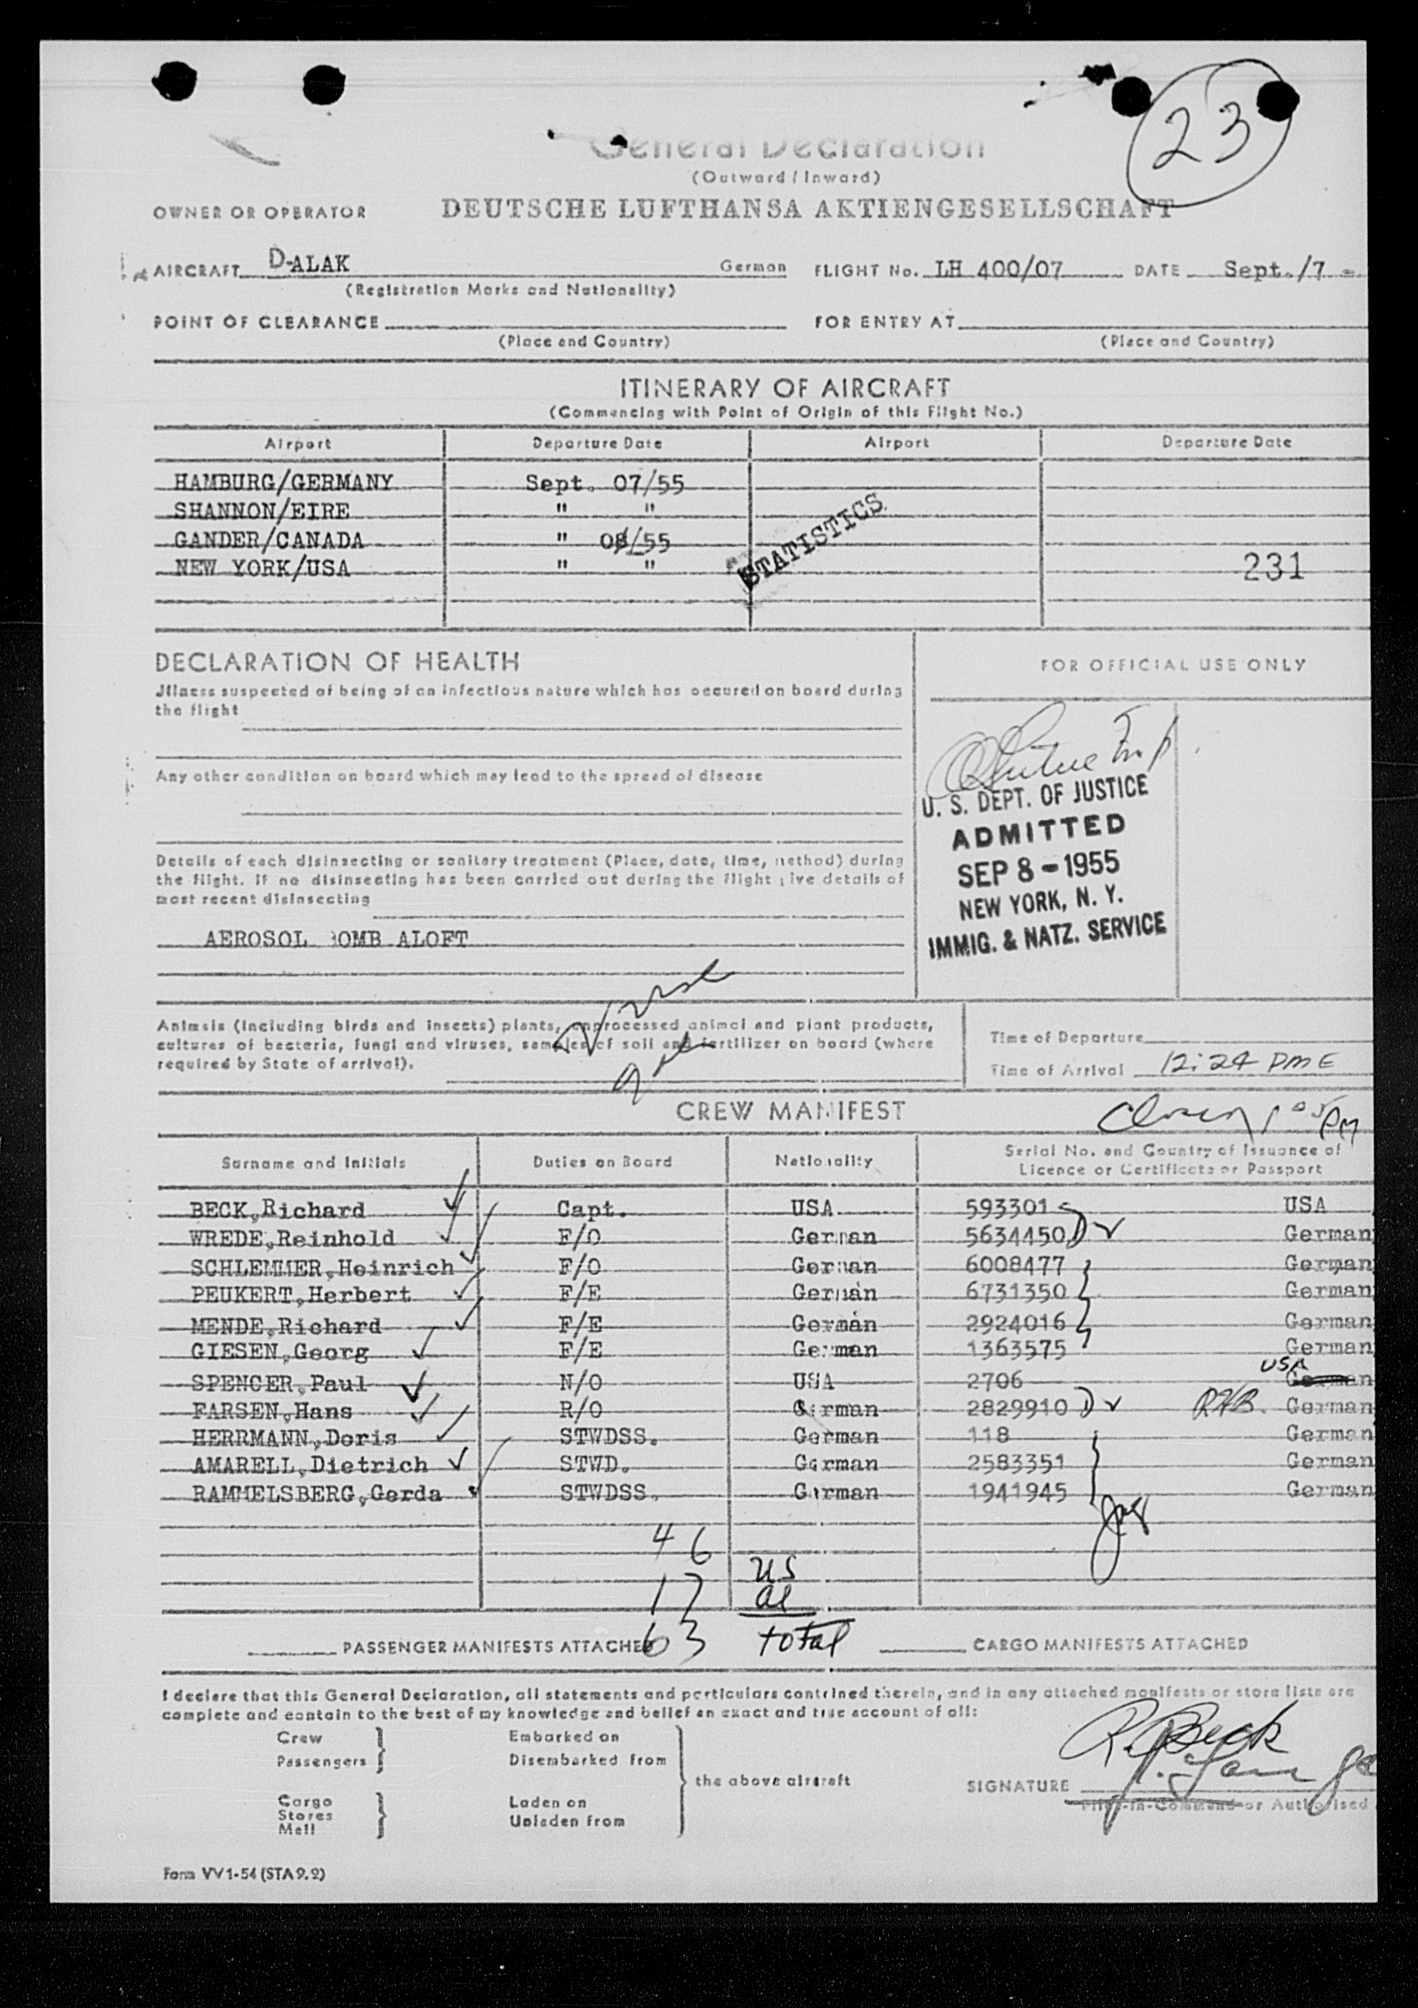 23
General Declaration
(Outward / Inward)
OWNER OR OPERATOR DEUTSCHE LUFTHANSA AKTIENGESELLSCHAFT
AIRCRAFT D-ALAK German FLIGHT No. LH 400/07 DATE Sept./7
(Registration Marks and Nationality)
POINT OF CLEARANCE FOR ENTRY AT
(Place and Country) (Place and Country)
ITINERARY OF AIRCRAFT
(Commencing with Point of Origin of this Flight No.)
Airport Departure Date Airport Departure Date
HAMBURG/GERMANY Sept. 07/55
SHANNON/EIRE " "
GANDER/CANADA " 08/55
NEW YORK/USA " "
STATISTICS
231
DECLARATION OF HEALTH
Jllness suspected of being of an infectious nature which has occured on board during
the flight
Any other condition on board which may lead to the spread of disease
Details of each disinsecting or sanitary treatment (Place, date, time, method) during
the flight. If no disinsecting has been carried out during the flight give details of
most recent disinsecting
AEROSOL BOMB ALOFT
FOR OFFICIAL USE ONLY
U. S. DEPT. OF JUSTICE
ADMITTED
SEP 8 - 1955
NEW YORK, N. Y.
IMMIG. & NATZ. SERVICE
Animals (including birds and insects) plants, unprocessed animal and plant products,
cultures of bacteria, fungi and viruses, samples of soil and fertilizer on board (where
required by State of arrival).
Time of Departure
Time of Arrival 12:24 PM E
CREW MANIFEST
Surname and Initials Duties on Board Nationality Serial No. and Country of Issuance of
Licence or Certificate or Passport
BECK,Richard Capt. USA 593301 USA
WREDE,Reinhold F/O German 5634450 German
SCHLEMMER,Heinrich F/O German 6008477 German
PEUKERT,Herbert F/E German 6731350 German
MENDE,Richard F/E German 2924016 German
GIESEN,Georg F/E German 1363575 German
USA
SPENCER,Paul N/O USA 2706 German
FARSEN,Hans R/O German 2829910 German
HERRMANN,Doris STWDSS. German 118 German
AMARELL,Dietrich STWD. German 2583351 German
RAMMELSBERG,Gerda STWDSS. German 1941945 German
46 US
17 al
63 total
PASSENGER MANIFESTS ATTACHED CARGO MANIFESTS ATTACHED
I declare that this General Declaration, all statements and particulars contained therein, and in any attached manifests or store lists are
complete and contain to the best of my knowledge and belief an exact and true account of all:
Crew Embarked on
Passengers Disembarked from
the above aircraft
Cargo Laden on
Stores
Mail Unladen from
R. Beck
SIGNATURE
Pilot-in-Command or Authorised
Form VV 1-54 (STA 9.2)